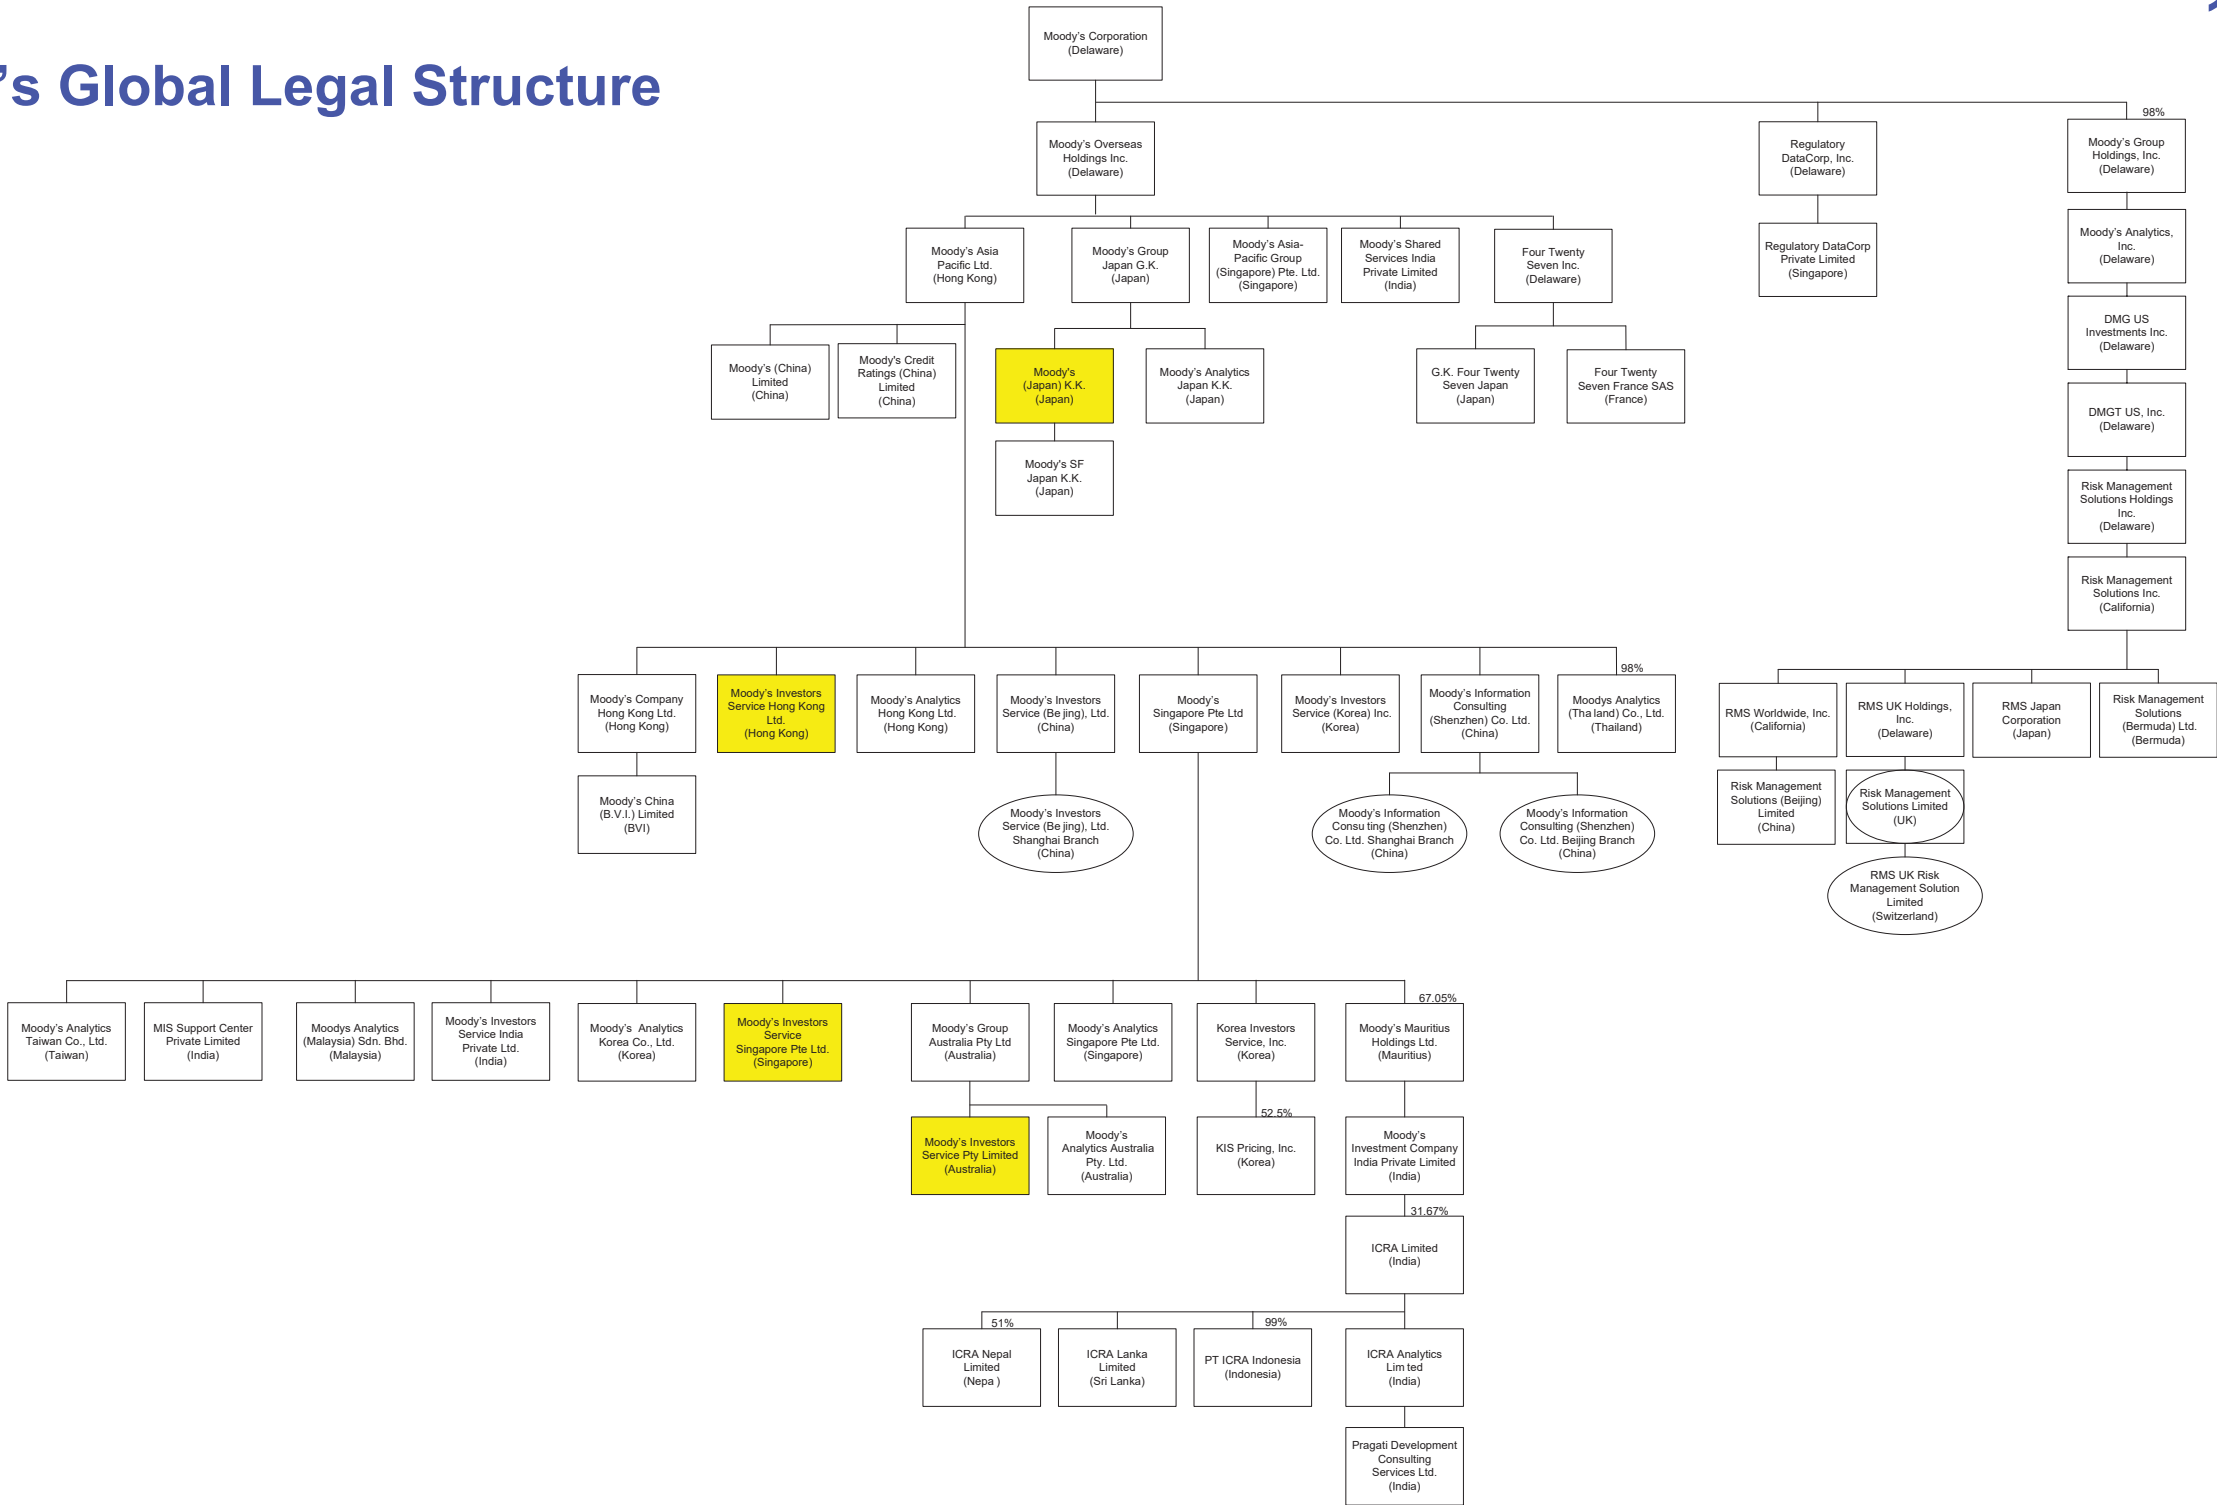 's Global Legal Structure
Moody's Corporation
(Delaware)
98%
Moody's Overseas
Holdings Inc.
(Delaware)
Regulatory
DataCorp, Inc.
(Delaware)
Moody's Group
Holdings, Inc.
(Delaware)
Moody's Asia
Pacific Ltd.
(Hong Kong)
Moody's Group
Japan G.K.
(Japan)
Moody's Asia-
Pacific Group
(Singapore) Pte. Ltd.
(Singapore)
Moody's Shared
Services India
Private Limited
(India)
Four Twenty
Seven Inc.
(Delaware)
Regulatory DataCorp
Private Limited
(Singapore)
Moody's Analytics,
Inc.
(Delaware)
Moody's (China)
Limited
(China)
Moody's Credit
Ratings (China)
Limited
(China)
Moody's
(Japan) K.K.
(Japan)
Moody's Analytics
Japan K.K.
(Japan)
G.K. Four Twenty
Seven Japan
(Japan)
Four Twenty
Seven France SAS
(France)
DMG US
Investments Inc.
(Delaware)
DMGT US, Inc.
(Delaware)
Moody's SF
Japan K.K.
(Japan)
Risk Management
Solutions Holdings
Inc.
(Delaware)
Risk Management
Solutions Inc.
(California)
98%
Moody's Company
Hong Kong Ltd.
(Hong Kong)
Moody's Investors
Service Hong Kong
Ltd.
(Hong Kong)
Moody's Analytics
Hong Kong Ltd.
(Hong Kong)
Moody's Investors
Service (Be jing), Ltd.
(China)
Moody's
Singapore Pte Ltd
(Singapore)
Moody's Investors
Service (Korea) Inc.
(Korea)
Moody's Information
Consulting
(Shenzhen) Co. Ltd.
(China)
Moodys Analytics
(Tha land) Co., Ltd.
(Thailand)
RMS Worldwide, Inc.
(California)
RMS UK Holdings,
Inc.
(Delaware)
RMS Japan
Corporation
(Japan)
Risk Management
Solutions
(Bermuda) Ltd.
(Bermuda)
Moody's China
(B.V.I.) Limited
(BVI)
Moody's Investors
Service (Be jing), Ltd.
Shanghai Branch
(China)
Moody's Information
Consu ting (Shenzhen)
Co. Ltd. Shanghai Branch
(China)
Moody's Information
Consulting (Shenzhen)
Co. Ltd. Beijing Branch
(China)
Risk Management
Solutions (Beijing)
Limited
(China)
Risk Management
Solutions Limited
(UK)
RMS UK Risk
Management Solution
Limited
(Switzerland)
67.05%
Moody's Analytics
Taiwan Co., Ltd.
(Taiwan)
MIS Support Center
Private Limited
(India)
Moodys Analytics
(Malaysia) Sdn. Bhd.
(Malaysia)
Moody's Investors
Service India
Private Ltd.
(India)
Moody's Analytics
Korea Co., Ltd.
(Korea)
Moody's Investors
Service
Singapore Pte Ltd.
(Singapore)
Moody's Group
Australia Pty Ltd
(Australia)
Moody's Analytics
Singapore Pte Ltd.
(Singapore)
Korea Investors
Service, Inc.
(Korea)
Moody's Mauritius
Holdings Ltd.
(Mauritius)
52.5%
Moody's Investors
Service Pty Limited
(Australia)
Moody's
Analytics Australia
Pty. Ltd.
(Australia)
KIS Pricing, Inc.
(Korea)
Moody's
Investment Company
India Private Limited
(India)
31.67%
ICRA Limited
(India)
51%
99%
ICRA Nepal
Limited
(Nepa )
ICRA Lanka
Limited
(Sri Lanka)
PT ICRA Indonesia
(Indonesia)
ICRA Analytics
Lim ted
(India)
Pragati Development
Consulting
Services Ltd.
(India)